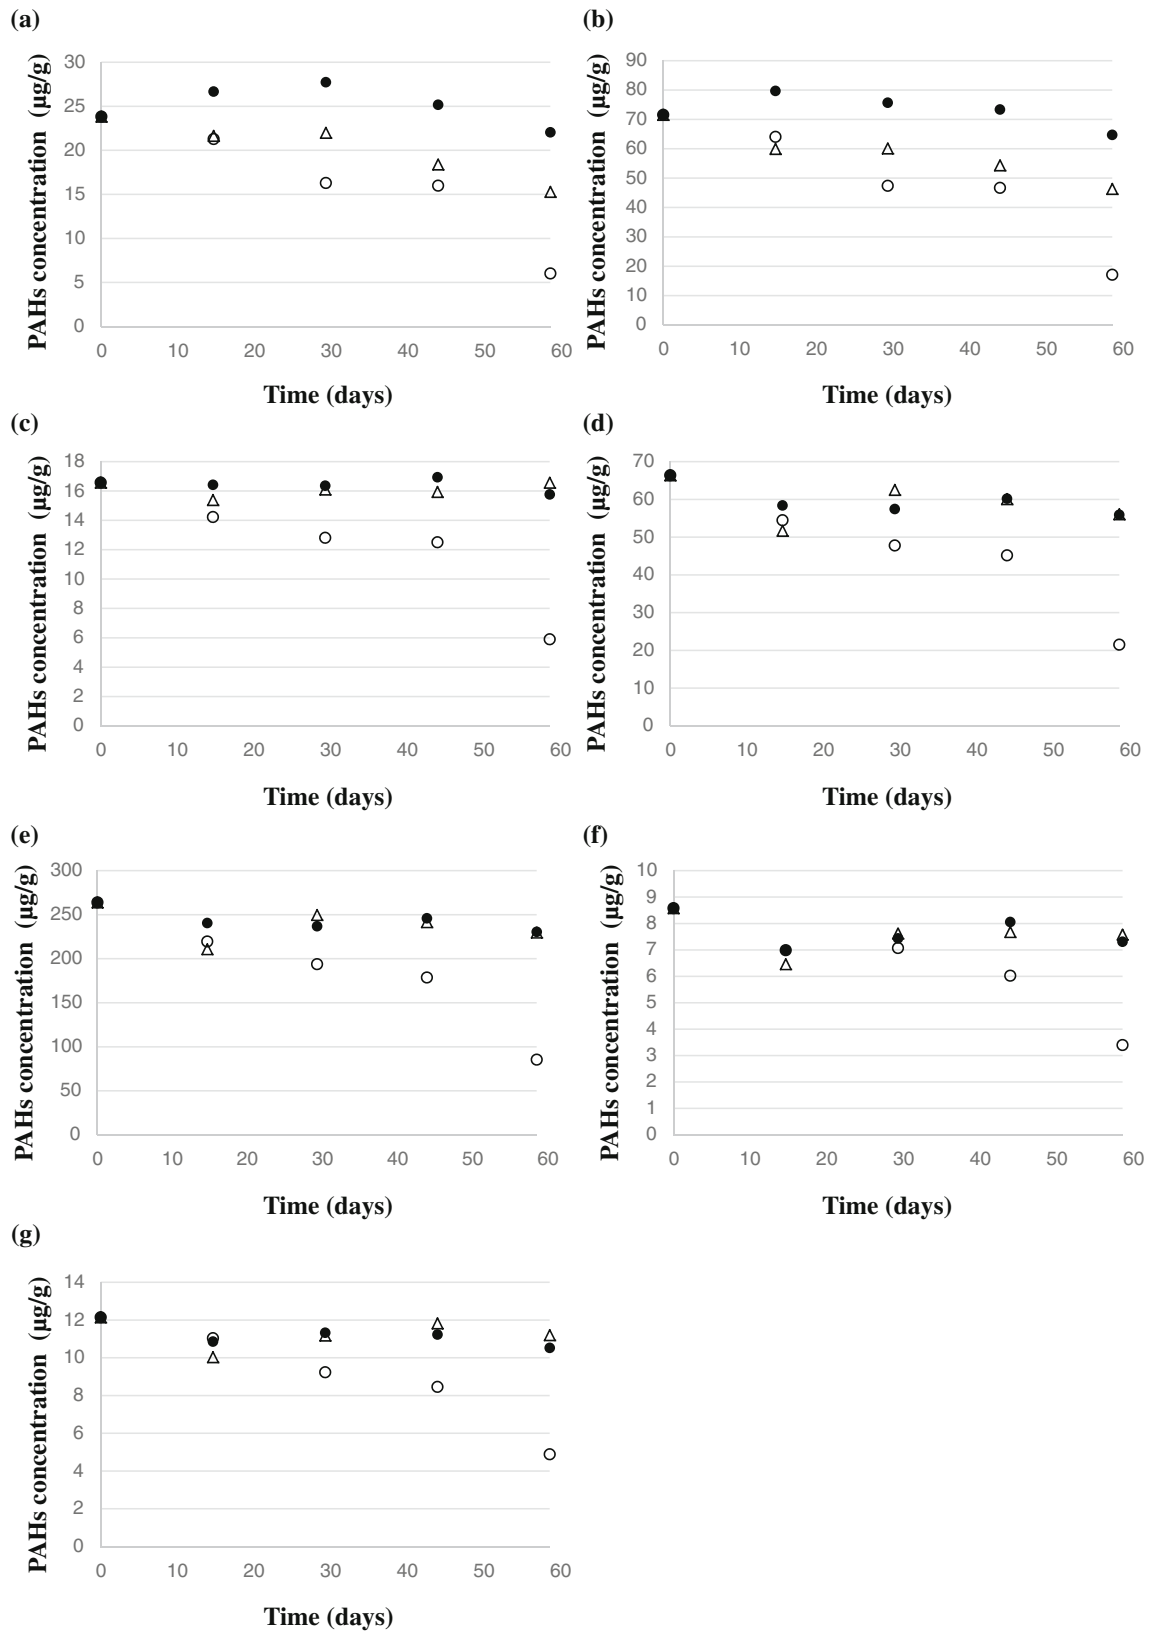 (a)
PAHs concentration (µg/g)
30
25
20
15
10
5
0
0 10 20 30 40 50 60
Time (days)
(b)
PAHs concentration (µg/g)
90
80
70
60
50
40
30
20
10
0
0 10 20 30 40 50 60
Time (days)
(c)
PAHs concentration (µg/g)
18
16
14
12
10
8
6
4
2
0
0 10 20 30 40 50 60
Time (days)
(d)
PAHs concentration (µg/g)
70
60
50
40
30
20
10
0
0 10 20 30 40 50 60
Time (days)
(e)
PAHs concentration (µg/g)
300
250
200
150
100
50
0
0 10 20 30 40 50 60
Time (days)
(f)
PAHs concentration (µg/g)
10
9
8
7
6
5
4
3
2
1
0
0 10 20 30 40 50 60
Time (days)
(g)
PAHs concentration (µg/g)
14
12
10
8
6
4
2
0
0 10 20 30 40 50 60
Time (days)